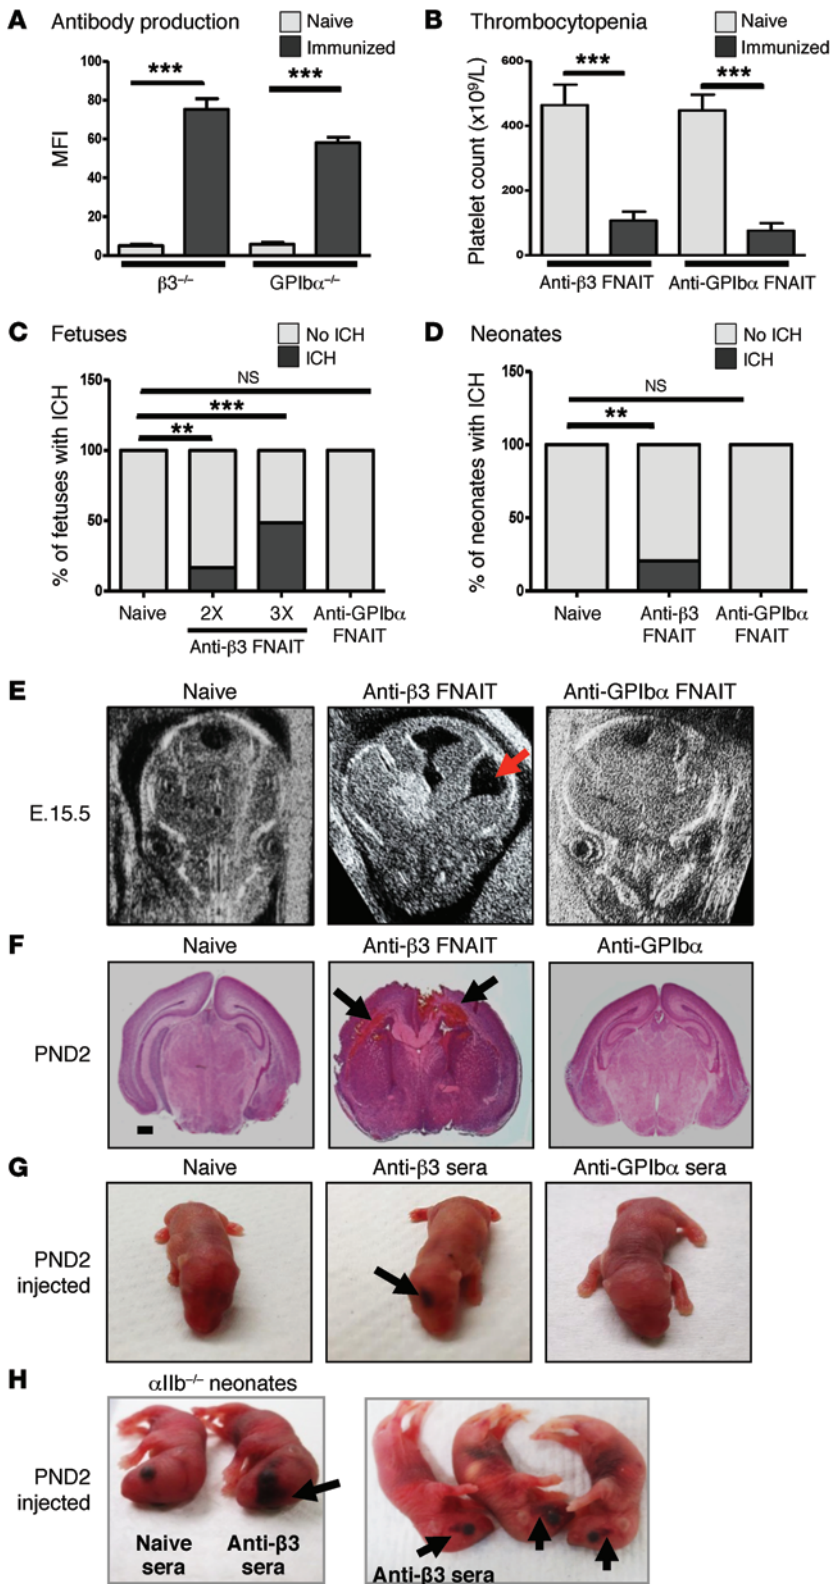 A Antibody production
Naive
Immunized
***
***
MFI
100
80
60
40
20
0
β3–/–
GPIbα–/–
B Thrombocytopenia
Naive
Immunized
***
***
Platelet count (x10⁹/L)
600
400
200
0
Anti-β3 FNAIT
Anti-GPIbα FNAIT
C Fetuses
No ICH
ICH
NS
***
**
% of fetuses with ICH
150
100
50
0
Naive
2X
3X
Anti-β3 FNAIT
Anti-GPIbα
FNAIT
D Neonates
No ICH
ICH
NS
**
% of neonates with ICH
150
100
50
0
Naive
Anti-β3
FNAIT
Anti-GPIbα
FNAIT
E
Naive
Anti-β3 FNAIT
Anti-GPIbα FNAIT
E.15.5
F
Naive
Anti-β3 FNAIT
Anti-GPIbα
PND2
G
Naive
Anti-β3 sera
Anti-GPIbα sera
PND2
injected
H
αIIb–/– neonates
PND2
injected
Naive
sera
Anti-β3
sera
Anti-β3 sera